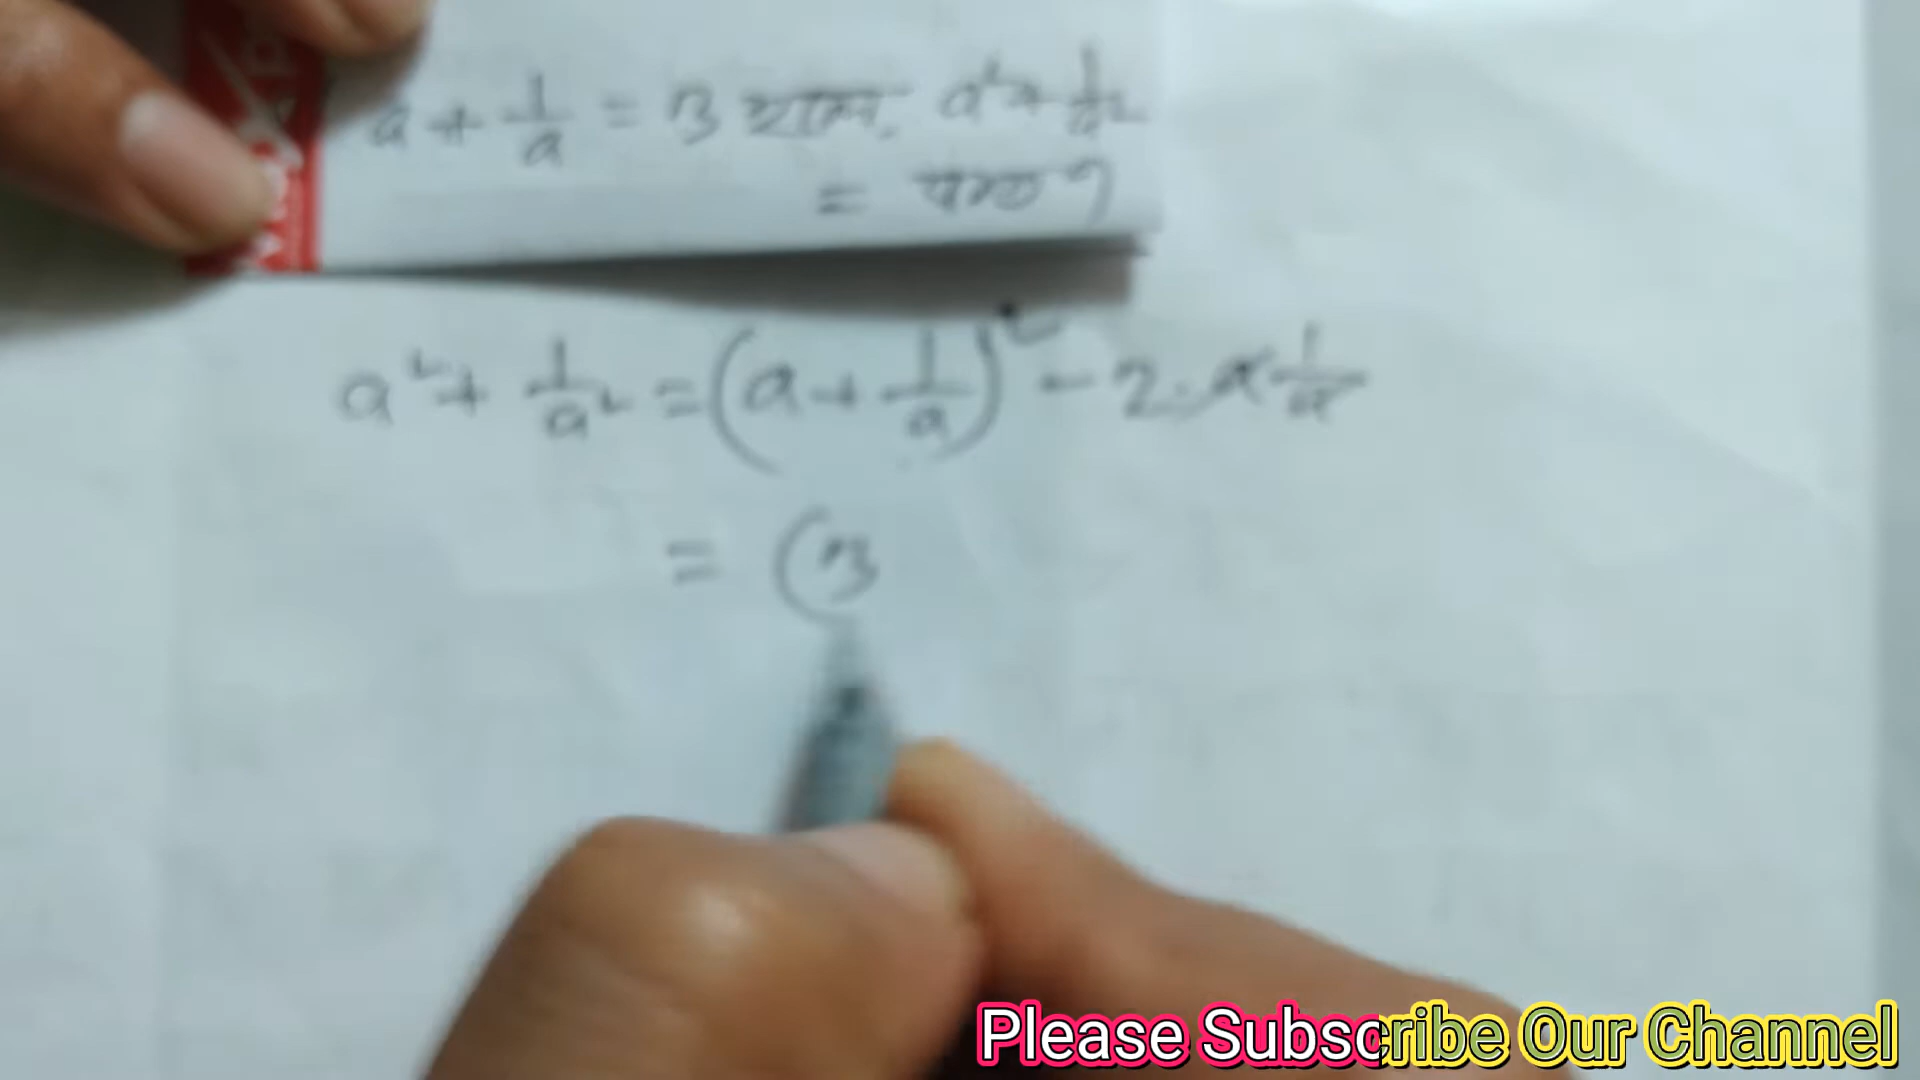 a + 1/a = 3 হলে, a² + 1/a²
= কত?
a² + 1/a² = (a + 1/a)² - 2.a 1/a
= (3
Please Subscribe Our Channel